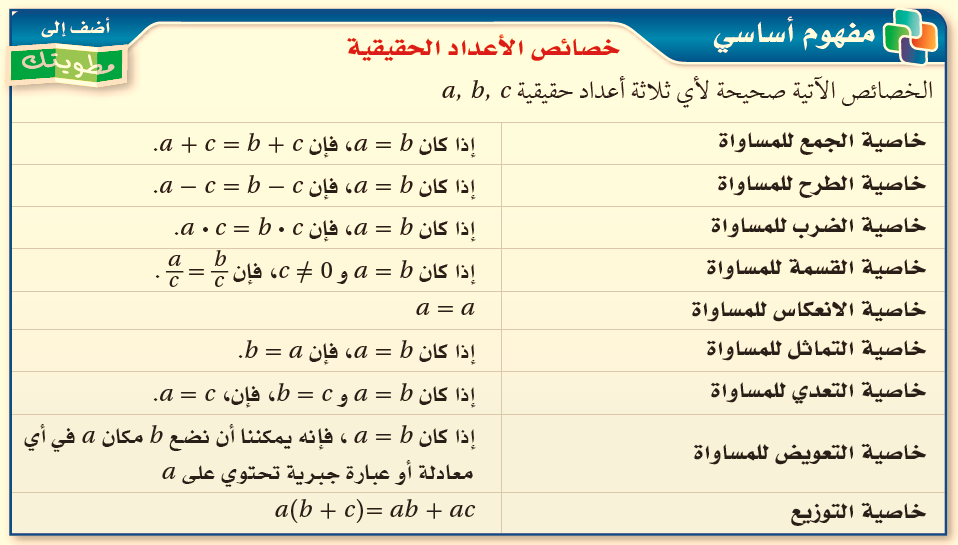 مفهوم أساسي
خصائص الأعداد الحقيقية
أضف إلى
مطويتك
الخصائص الآتية صحيحة لأي ثلاثة أعداد حقيقية a, b, c
خاصية الجمع للمساواة إذا كان a = b، فإن a + c = b + c.
خاصية الطرح للمساواة إذا كان a = b، فإن a − c = b − c.
خاصية الضرب للمساواة إذا كان a = b، فإن a • c = b • c.
خاصية القسمة للمساواة إذا كان a = b و c ≠ 0، فإن a/c = b/c.
خاصية الانعكاس للمساواة a = a
خاصية التماثل للمساواة إذا كان a = b، فإن b = a.
خاصية التعدي للمساواة إذا كان a = b و b = c، فإن، a = c.
خاصية التعويض للمساواة إذا كان a = b ، فإنه يمكننا أن نضع b مكان a في أي
معادلة أو عبارة جبرية تحتوي على a
خاصية التوزيع a(b + c)= ab + ac